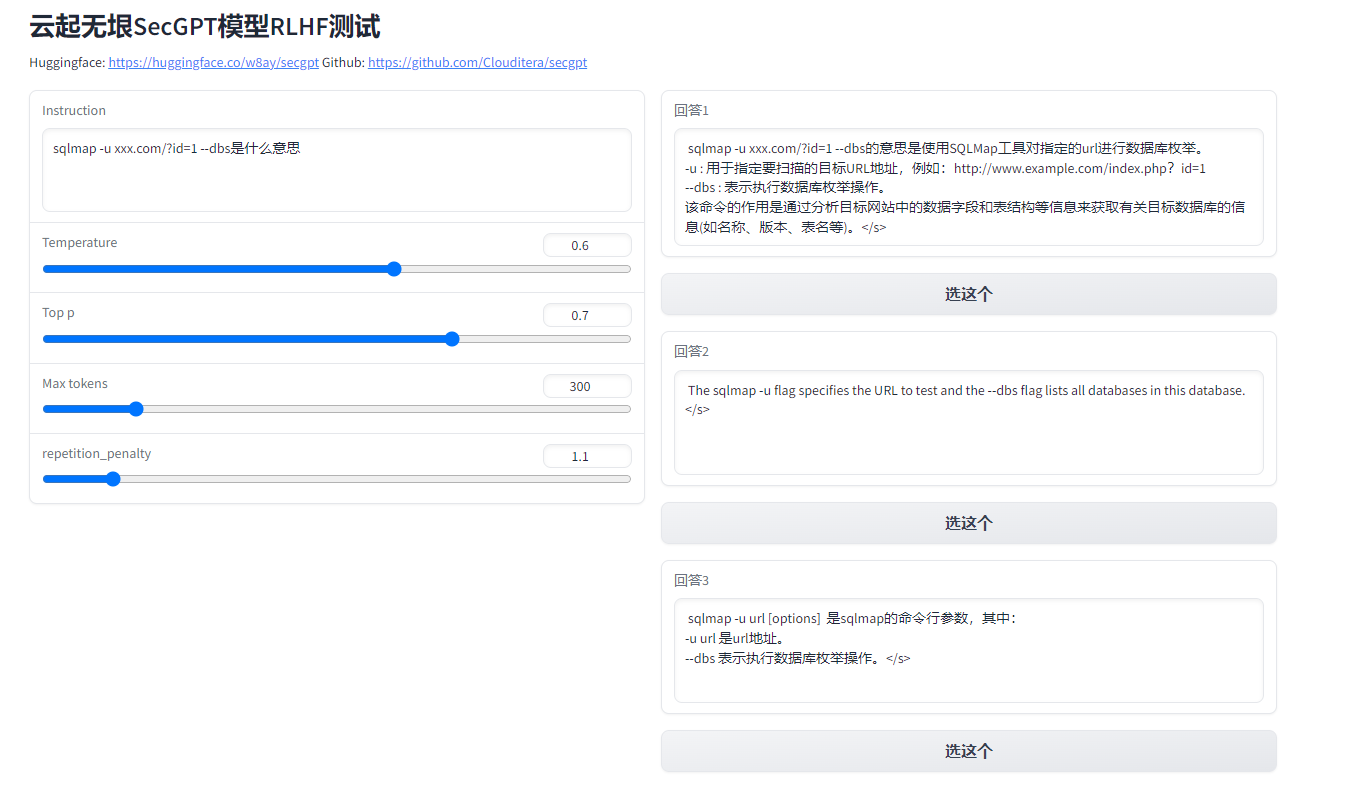 云起无垠SecGPT模型RLHF测试
Huggingface: https://huggingface.co/w8ay/secgpt Github: https://github.com/Clouditera/secgpt
Instruction
sqlmap -u xxx.com/?id=1 --dbs是什么意思
Temperature
0.6
Top p
0.7
Max tokens
300
repetition_penalty
1.1
回答1
sqlmap -u xxx.com/?id=1 --dbs的意思是使用SQLMap工具对指定的url进行数据库枚举。
-u : 用于指定要扫描的目标URL地址，例如：http://www.example.com/index.php？id=1
--dbs : 表示执行数据库枚举操作。
该命令的作用是通过分析目标网站中的数据字段和表结构等信息来获取有关目标数据库的信
息(如名称、版本、表名等)。</s>
选这个
回答2
The sqlmap -u flag specifies the URL to test and the --dbs flag lists all databases in this database.
</s>
选这个
回答3
sqlmap -u url [options] 是sqlmap的命令行参数，其中：
-u url 是url地址。
--dbs 表示执行数据库枚举操作。</s>
选这个